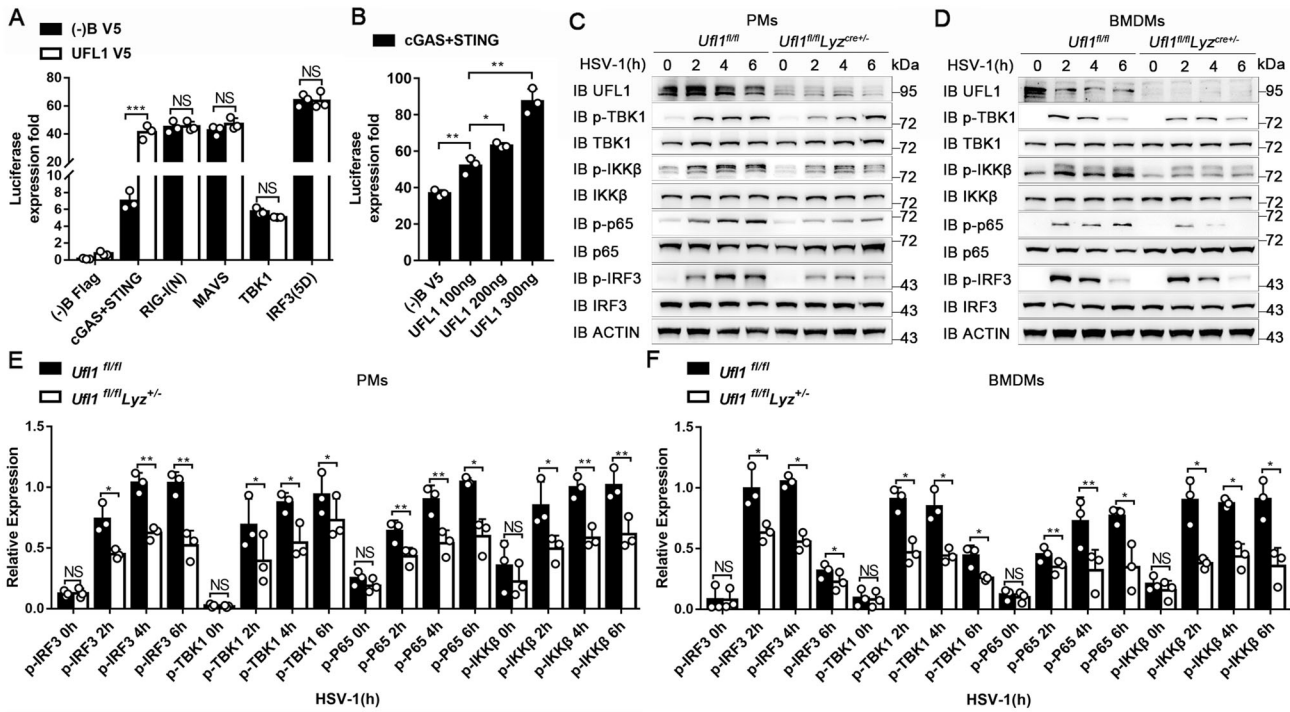 A
(-)B V5
UFL1 V5
Luciferase
expression fold
80
60
40
20
8
6
4
2
0
***
NS
NS
NS
NS
(-)B Flag
cGAS+STING
RIG-I(IN)
MAVS
TBK1
IRF3(5D)
B
cGAS+STING
Luciferase
expression fold
100
80
60
40
20
0
**
*
**
(-)B V5
UFL1 100ng
UFL1 200ng
UFL1 300ng
C
PMs
Ufl1fl/fl Ufl1fl/flLyzcre+/-
HSV-1(h) 0 2 4 6 0 2 4 6 kDa
IB UFL1 95
IB p-TBK1 72
IB TBK1 72
IB p-IKKβ 72
IB IKKβ 72
IB p-p65 72
72
IB p65
IB p-IRF3 43
IB IRF3 43
IB ACTIN 43
D
BMDMs
Ufl1fl/fl Ufl1fl/flLyzcre+/-
HSV-1(h) 0 2 4 6 0 2 4 6 kDa
IB UFL1 95
IB p-TBK1 72
IB TBK1 72
IB p-IKKβ 72
IB IKKβ 72
IB p-p65 72
72
IB p65
IB p-IRF3 43
IB IRF3 43
IB ACTIN 43
E
Ufl1 fl/fl
Ufl1 fl/flLyz+/-
PMs
Relative Expression
1.5
1.0
0.5
0.0
NS * ** ** NS * * * NS ** ** * NS * ** **
p-IRF3 0h
p-IRF3 2h
p-IRF3 4h
p-IRF3 6h
p-TBK1 0h
p-TBK1 2h
p-TBK1 4h
p-TBK1 6h
p-P65 0h
p-P65 2h
p-P65 4h
p-P65 6h
p-IKKβ 0h
p-IKKβ 2h
p-IKKβ 4h
p-IKKβ 6h
HSV-1(h)
F
Ufl1 fl/fl
Ufl1 fl/flLyz+/-
BMDMs
Relative Expression
1.5
1.0
0.5
0.0
NS * * * NS * * * NS ** ** * NS * * *
p-IRF3 0h
p-IRF3 2h
p-IRF3 4h
p-IRF3 6h
p-TBK1 0h
p-TBK1 2h
p-TBK1 4h
p-TBK1 6h
p-P65 0h
p-P65 2h
p-P65 4h
p-P65 6h
p-IKKβ 0h
p-IKKβ 2h
p-IKKβ 4h
p-IKKβ 6h
HSV-1(h)